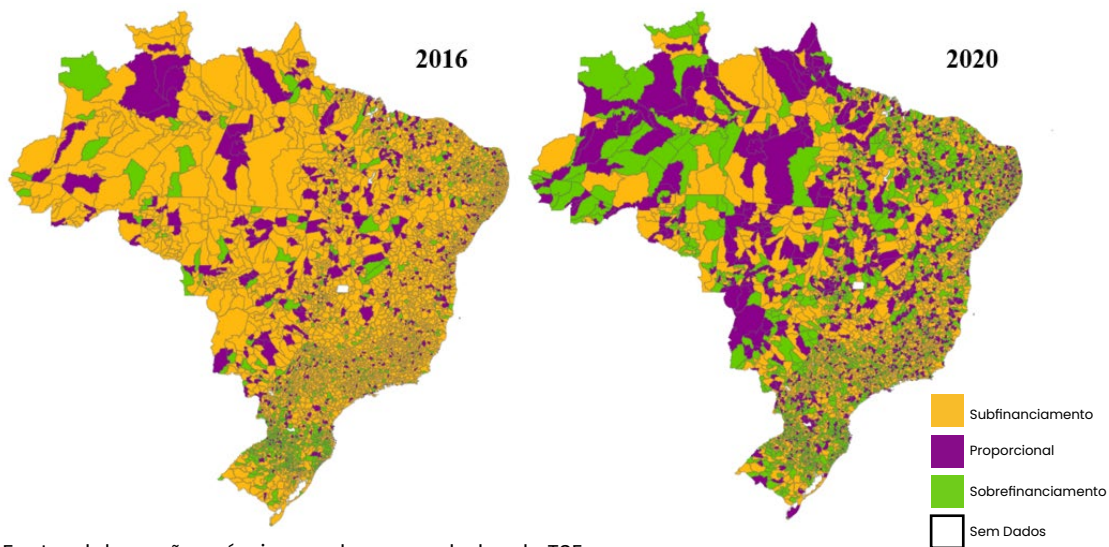 2016
2020
Subfinanciamento
Proporcional
Sobrefinanciamento
Sem Dados